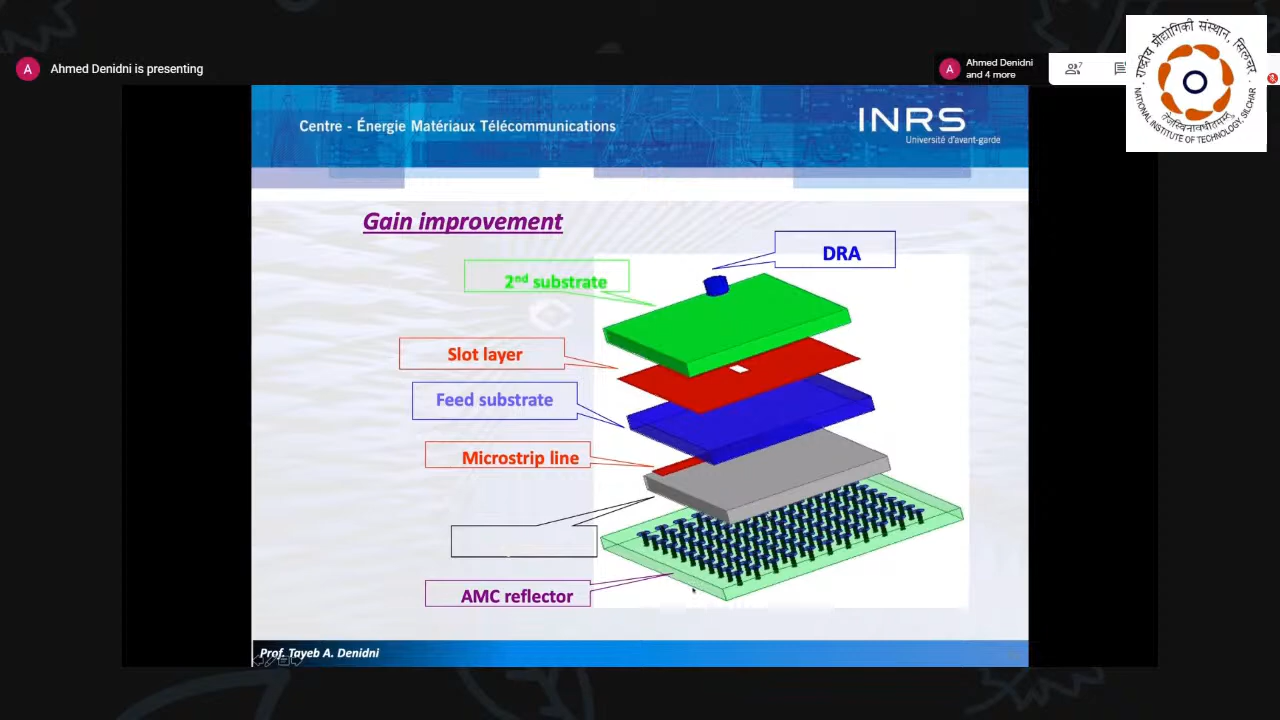 Ahmed Denidni is presenting
Ahmed Denidni
and 4 more
7
राष्ट्रीय प्रौद्योगिकी संस्थान, सिलचर
NATIONAL INSTITUTE OF TECHNOLOGY, SILCHAR
Centre - Énergie Matériaux Télécommunications
INRS
Université d'avant-garde
Gain improvement
DRA
2nd substrate
Slot layer
Feed substrate
Microstrip line
AMC reflector
Prof. Tayeb A. Denidni